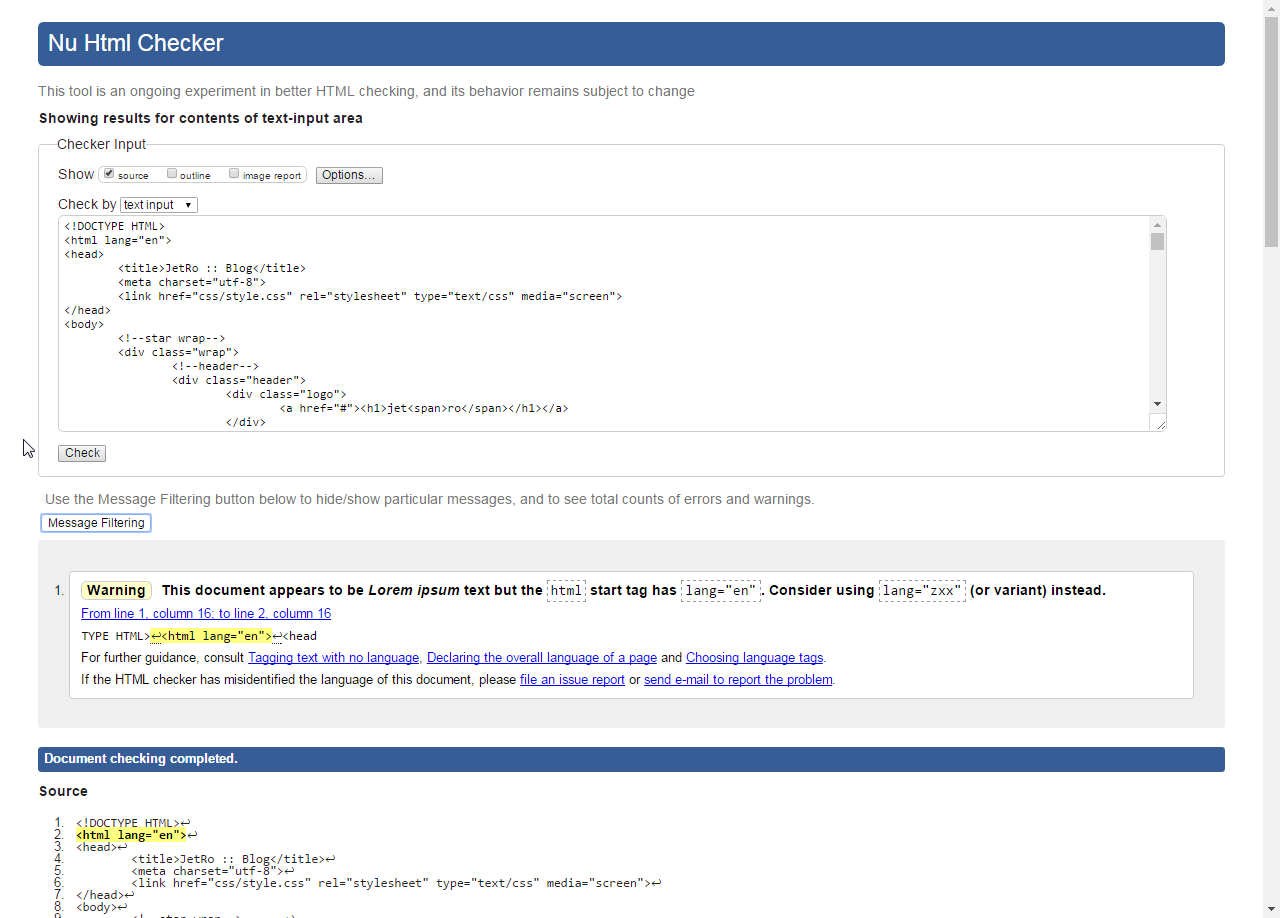 Nu Html Checker
This tool is an ongoing experiment in better HTML checking, and its behavior remains subject to change
Showing results for contents of text-input area
Checker Input
Show source outline image report Options...
Check by text input
<!DOCTYPE HTML>
<html lang="en">
<head>
<title>JetRo :: Blog</title>
<meta charset="utf-8">
<link href="css/style.css" rel="stylesheet" type="text/css" media="screen">
</head>
<body>
<!--star wrap-->
<div class="wrap">
<!--header-->
<div class="header">
<div class="logo">
<a href="#"><h1>jet<span>ro</span></h1></a>
</div>
Check
Use the Message Filtering button below to hide/show particular messages, and to see total counts of errors and warnings.
Message Filtering
1. Warning This document appears to be Lorem ipsum text but the html start tag has lang="en". Consider using lang="zxx" (or variant) instead.
From line 1, column 16; to line 2, column 16
TYPE HTML>↩<html lang="en">↩<head
For further guidance, consult Tagging text with no language, Declaring the overall language of a page and Choosing language tags.
If the HTML checker has misidentified the language of this document, please file an issue report or send e-mail to report the problem.
Document checking completed.
Source
1. <!DOCTYPE HTML>↩
2. <html lang="en">↩
3. <head>↩
4. <title>JetRo :: Blog</title>↩
5. <meta charset="utf-8">↩
6. <link href="css/style.css" rel="stylesheet" type="text/css" media="screen">↩
7. </head>↩
8. <body>↩